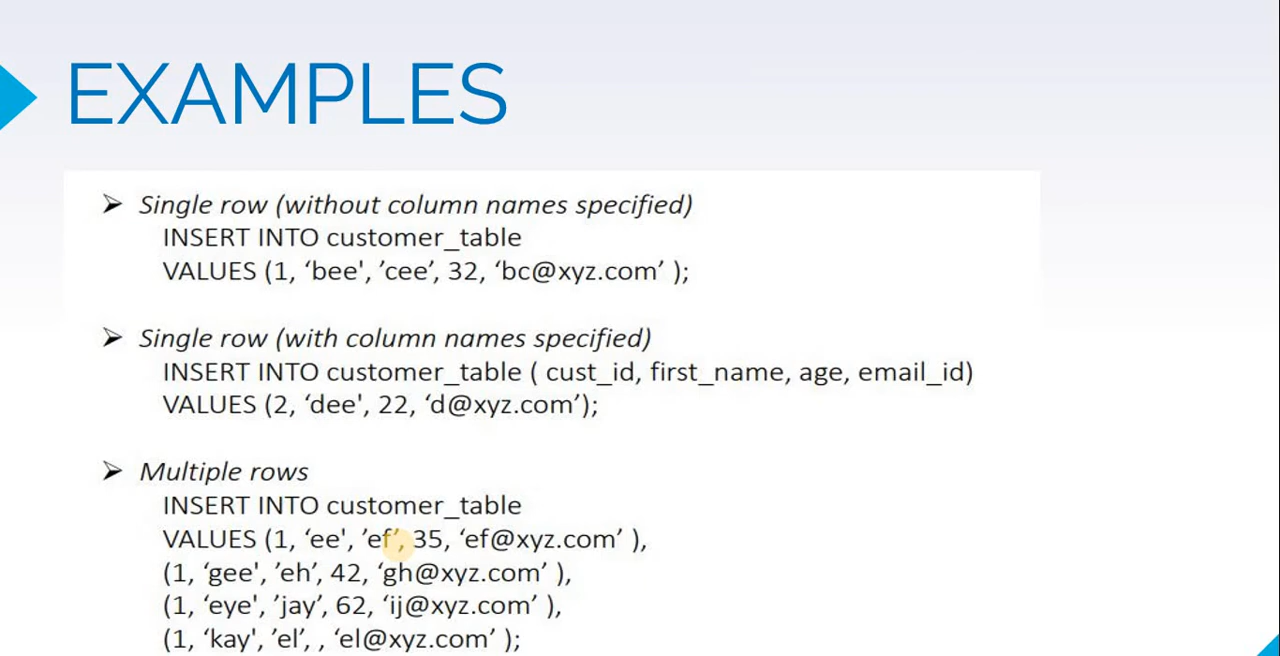 EXAMPLES
➢ Single row (without column names specified)
INSERT INTO customer_table
VALUES (1, ‘bee', ’cee’, 32, ‘bc@xyz.com’ );
➢ Single row (with column names specified)
INSERT INTO customer_table ( cust_id, first_name, age, email_id)
VALUES (2, ‘dee', 22, ‘d@xyz.com’);
➢ Multiple rows
INSERT INTO customer_table
VALUES (1, ‘ee', ’ef’, 35, ‘ef@xyz.com’ ),
(1, ‘gee', ’eh’, 42, ‘gh@xyz.com’ ),
(1, ‘eye', ’jay’, 62, ‘ij@xyz.com’ ),
(1, ‘kay', ’el’, , ‘el@xyz.com’ );